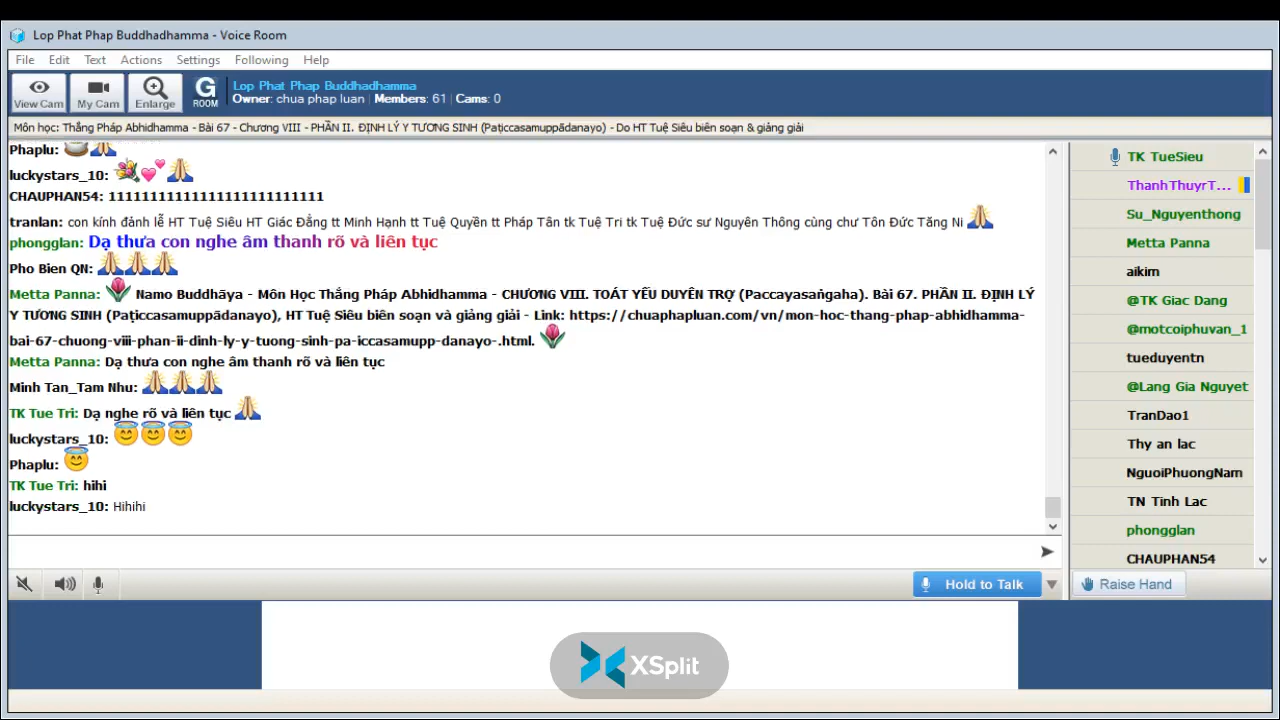 Lop Phat Phap Buddhadhamma - Voice Room
File Edit Text Actions Settings Following Help
View Cam My Cam Enlarge G ROOM
Lop Phat Phap Buddhadhamma
Owner: chua phap luan | Members: 61 | Cams: 0
Môn học: Thắng Pháp Abhidhamma - Bài 67 - Chương VIII - PHẦN II. ĐỊNH LÝ Y TƯƠNG SINH (Paṭiccasamuppādanayo) - Do HT Tuệ Siêu biên soạn & giảng giải
Phaplu:
luckystars_10:
CHAUPHAN54: 1111111111111111111111111
tranlan: con kính đảnh lễ HT Tuệ Siêu HT Giác Đẳng tt Minh Hạnh tt Tuệ Quyền tt Pháp Tân tk Tuệ Tri tk Tuệ Đức sư Nguyên Thông cùng chư Tôn Đức Tăng Ni
phongglan: Dạ thưa con nghe âm thanh rõ và liên tục
Pho Bien QN:
Metta Panna: Namo Buddhāya - Môn Học Thắng Pháp Abhidhamma - CHƯƠNG VIII. TOÁT YẾU DUYÊN TRỢ (Paccayasaṅgaha). Bài 67. PHẦN II. ĐỊNH LÝ
Y TƯƠNG SINH (Paṭiccasamuppādanayo), HT Tuệ Siêu biên soạn và giảng giải - Link: https://chuaphapluan.com/vn/mon-hoc-thang-phap-abhidhamma-
bai-67-chuong-viii-phan-ii-dinh-ly-y-tuong-sinh-pa-iccasamupp-danayo-.html.
Metta Panna: Dạ thưa con nghe âm thanh rõ và liên tục
Minh Tan_Tam Nhu:
TK Tue Tri: Dạ nghe rõ và liên tục
luckystars_10:
Phaplu:
TK Tue Tri: hihi
luckystars_10: Hihihi
TK TueSieu
ThanhThuyrT...
Su_Nguyenthong
Metta Panna
aikim
@TK Giac Dang
@motcoiphuvan_1
tueduyentn
@Lang Gia Nguyet
TranDao1
Thy an lac
NguoiPhuongNam
TN Tinh Lac
phongglan
CHAUPHAN54
Hold to Talk
Raise Hand
XSplit